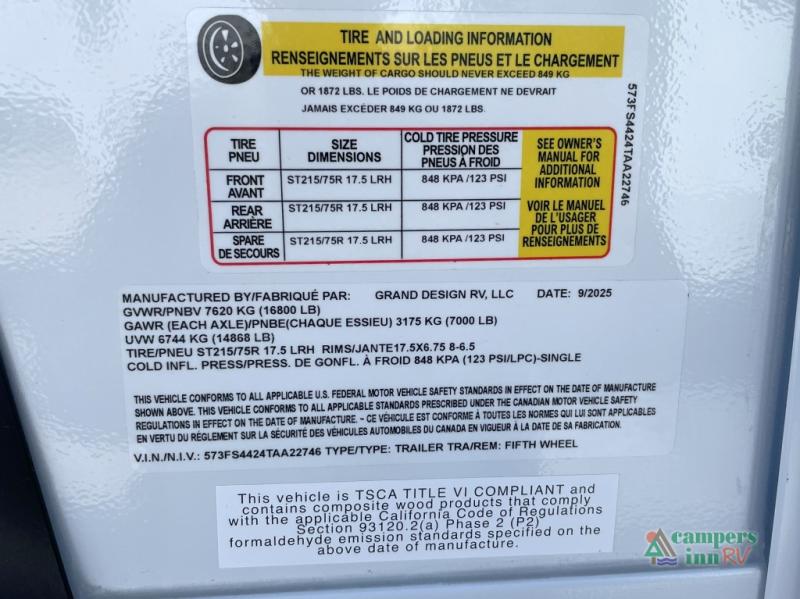 TIRE AND LOADING INFORMATION
RENSEIGNEMENTS SUR LES PNEUS ET LE CHARGEMENT
THE WEIGHT OF CARGO SHOULD NEVER EXCEED 849 KG
OR 1872 LBS. LE POIDS DE CHARGEMENT NE DEVRAIT
JAMAIS EXCÉDER 849 KG OU 1872 LBS.
TIRE
PNEU
SIZE
DIMENSIONS
COLD TIRE PRESSURE
PRESSION DES
PNEUS À FROID
FRONT
AVANT
ST215/75R 17.5 LRH
848 KPA /123 PSI
REAR
ARRIÈRE
ST215/75R 17.5 LRH
848 KPA /123 PSI
SPARE
DE SECOURS
ST215/75R 17.5 LRH
848 KPA /123 PSI
SEE OWNER'S
MANUAL FOR
ADDITIONAL
INFORMATION
VOIR LE MANUEL
DE L'USAGER
POUR PLUS DE
RENSEIGNEMENTS
573FS4424TAA22746
MANUFACTURED BY/FABRIQUÉ PAR: GRAND DESIGN RV, LLC DATE: 9/2025
GVWR/PNBV 7620 KG (16800 LB)
GAWR (EACH AXLE)/PNBE(CHAQUE ESSIEU) 3175 KG (7000 LB)
UVW 6744 KG (14868 LB)
TIRE/PNEU ST215/75R 17.5 LRH RIMS/JANTE17.5X6.75 8-6.5
COLD INFL. PRESS/PRESS. DE GONFL. À FROID 848 KPA (123 PSI/LPC)-SINGLE
THIS VEHICLE CONFORMS TO ALL APPLICABLE U.S. FEDERAL MOTOR VEHICLE SAFETY STANDARDS IN EFFECT ON THE DATE OF MANUFACTURE
SHOWN ABOVE. THIS VEHICLE CONFORMS TO ALL APPLICABLE STANDARDS PRESCRIBED UNDER THE CANADIAN MOTOR VEHICLE SAFETY
REGULATIONS IN EFFECT ON THE DATE OF MANUFACTURE. - CE VÉHICULE EST CONFORME À TOUTES LES NORMES QUI LUI SONT APPLICABLES
EN VERTU DU RÉGLEMENT SUR LA SÉCURITÉ DES VÉHICULES AUTOMOBILES DU CANADA EN VIGUEUR À LA DATE DE SA FABRICATION.
V.I.N./N.I.V.: 573FS4424TAA22746 TYPE/TYPE: TRAILER TRA/REM: FIFTH WHEEL
This vehicle is TSCA TITLE VI COMPLIANT and
contains composite wood products that comply
with the applicable California Code of Regulations
Section 93120.2(a) Phase 2 (P2)
formaldehyde emission standards specified on the
above date of manufacture.
campers
inn RV